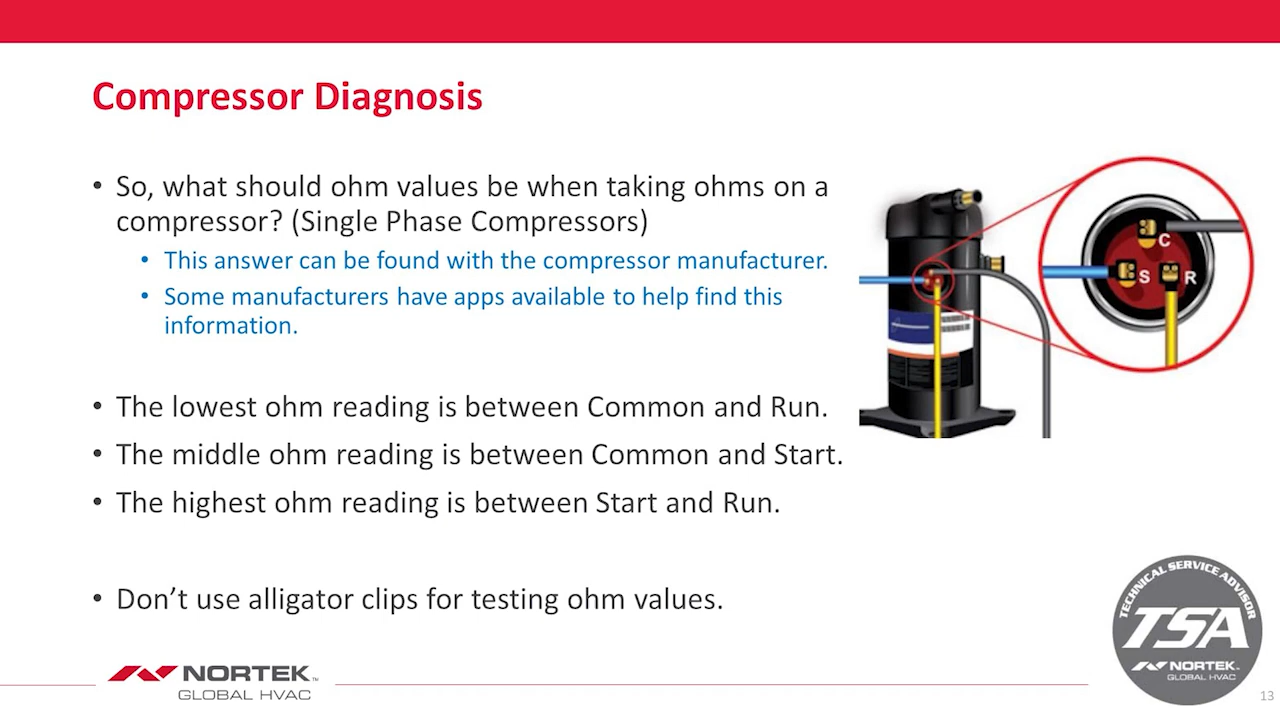 Compressor Diagnosis
• So, what should ohm values be when taking ohms on a
compressor? (Single Phase Compressors)
• This answer can be found with the compressor manufacturer.
• Some manufacturers have apps available to help find this
information.
• The lowest ohm reading is between Common and Run.
• The middle ohm reading is between Common and Start.
• The highest ohm reading is between Start and Run.
• Don’t use alligator clips for testing ohm values.
C
S
R
NORTEK™
GLOBAL HVAC
TECHNICAL SERVICE ADVISOR
TSA
NORTEK™
GLOBAL HVAC
13